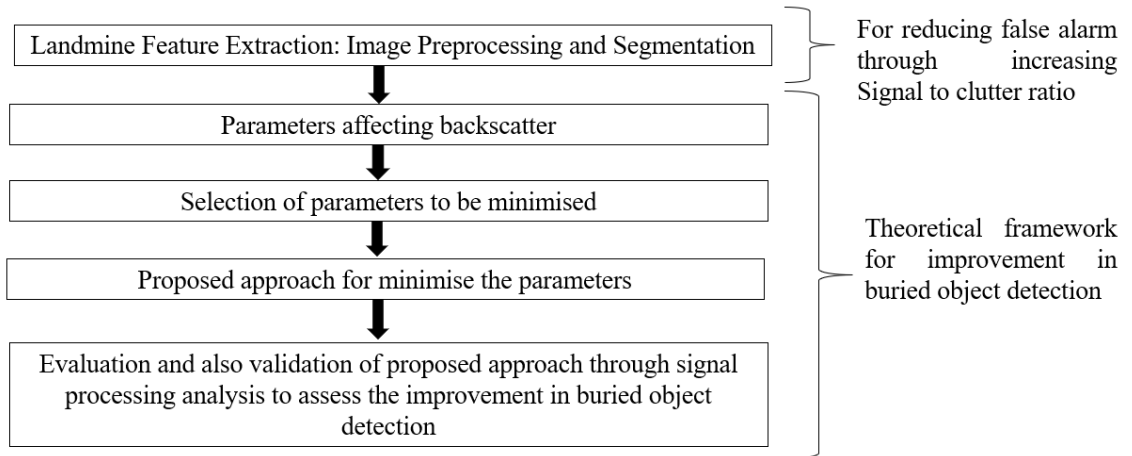 Landmine Feature Extraction: Image Preprocessing and Segmentation
For reducing false alarm
through increasing
Signal to clutter ratio
Parameters affecting backscatter
Selection of parameters to be minimised
Proposed approach for minimise the parameters
Evaluation and also validation of proposed approach through signal
processing analysis to assess the improvement in buried object
detection
Theoretical framework
for improvement in
buried object detection